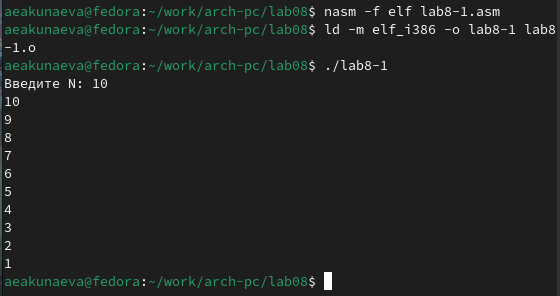 aeakunaeva@fedora:~/work/arch-pc/lab08$ nasm -f elf lab8-1.asm
aeakunaeva@fedora:~/work/arch-pc/lab08$ ld -m elf_i386 -o lab8-1 lab8
-1.o
aeakunaeva@fedora:~/work/arch-pc/lab08$ ./lab8-1
Введите N: 10
10
9
8
7
6
5
4
3
2
1
aeakunaeva@fedora:~/work/arch-pc/lab08$